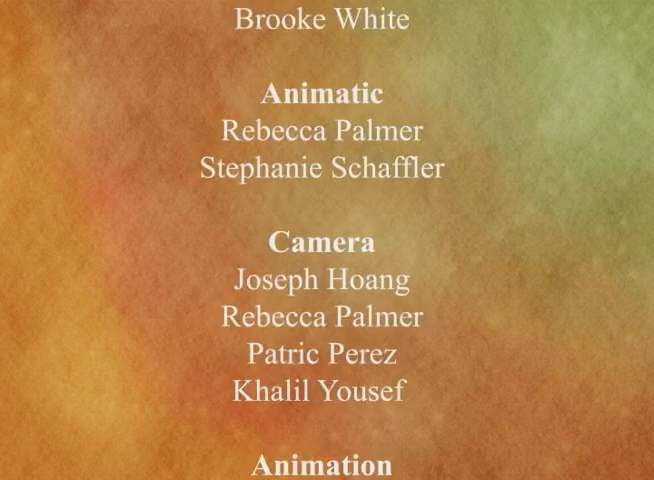 Brooke White
Animatic
Rebecca Palmer
Stephanie Schaffler
Camera
Joseph Hoang
Rebecca Palmer
Patric Perez
Khalil Yousef
Animation